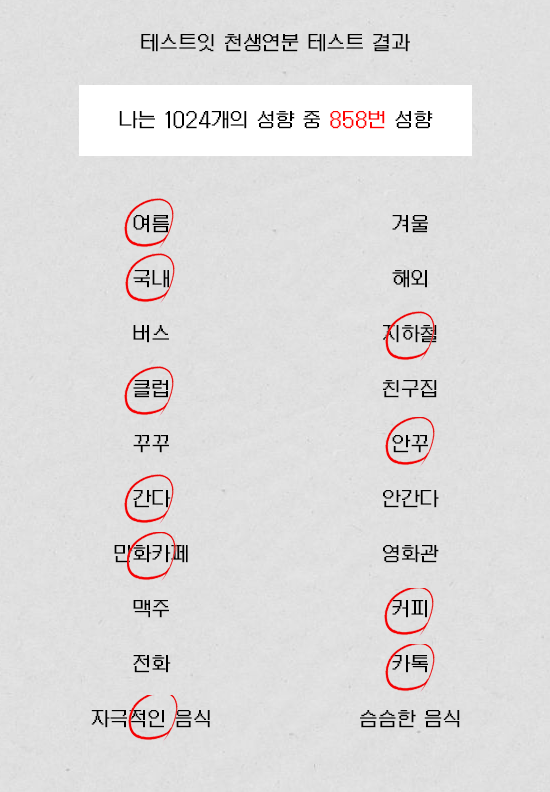 테스트잇 천생연분 테스트 결과
나는 1024개의 성향 중 858번 성향
여름 겨울
국내 해외
버스 지하철
클럽 친구집
꾸꾸 안꾸
간다 안간다
만화카페 영화관
맥주 커피
전화 카톡
자극적인 음식 슴슴한 음식